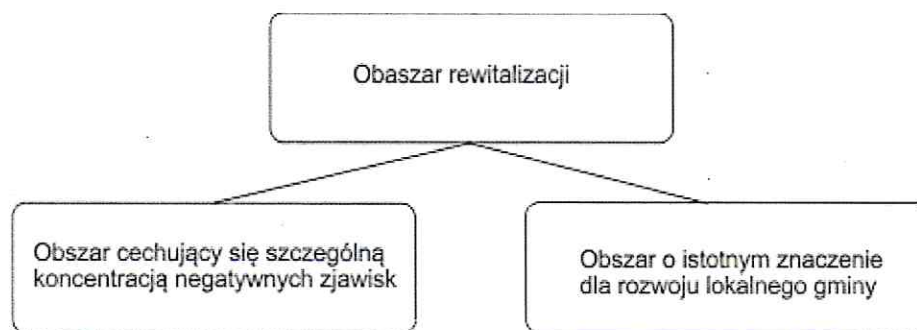 Obaszar rewitalizacji
Obszar cechujący się szczególną
koncentracją negatywnych zjawisk
Obszar o istotnym znaczenie
dla rozwoju lokalnego gminy